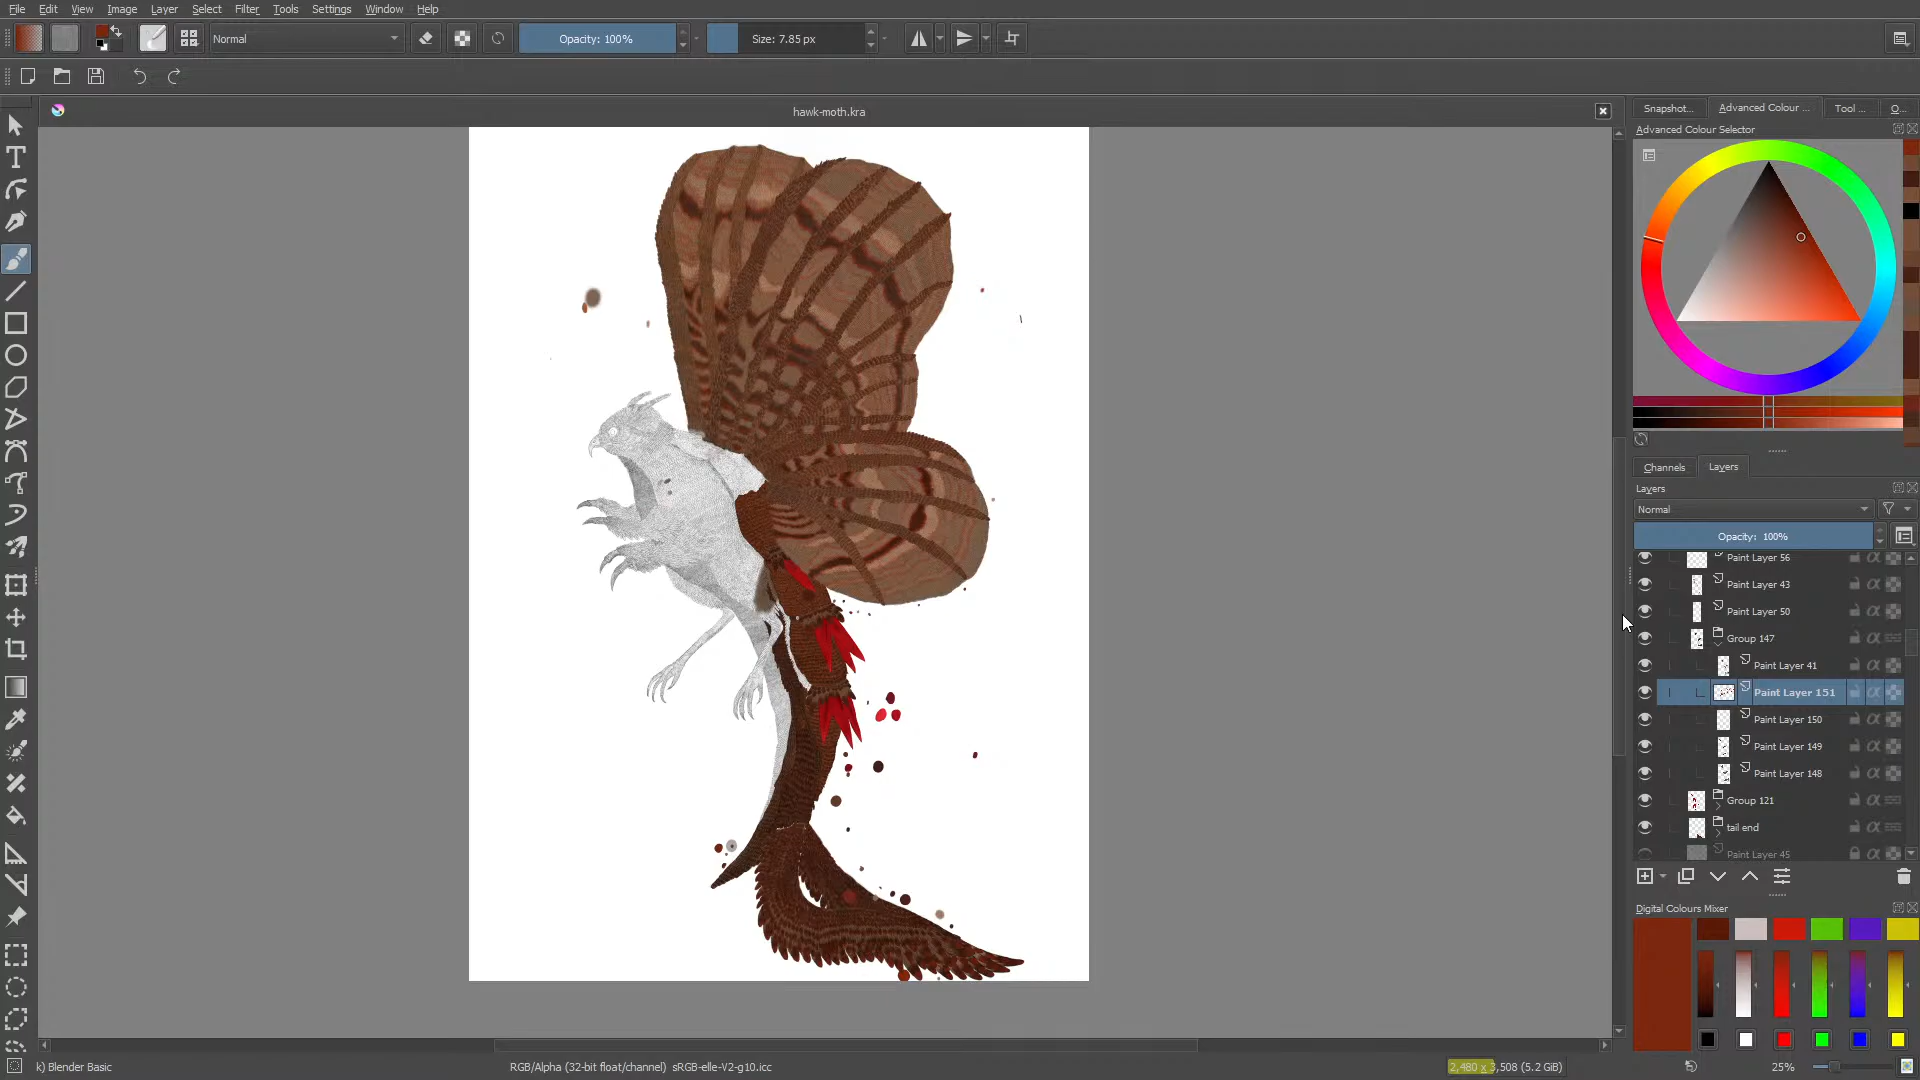 File Edit View Image Layer Select Filter Tools Settings Window Help
Normal
Opacity: 100%
Size: 7.85 px
hawk-moth.kra
Snapshot... Advanced Colour ... Tool ... O...
Advanced Colour Selector
Channels Layers
Layers
Normal
Opacity: 100%
Paint Layer 56
Paint Layer 43
Paint Layer 50
Group 147
Paint Layer 41
Paint Layer 151
Paint Layer 150
Paint Layer 149
Paint Layer 148
Group 121
tail end
Paint Layer 45
Digital Colours Mixer
k) Blender Basic
RGB/Alpha (32-bit float/channel) sRGB-elle-V2-g10.icc
2,480 x 3,508 (5.2 GiB)
25%